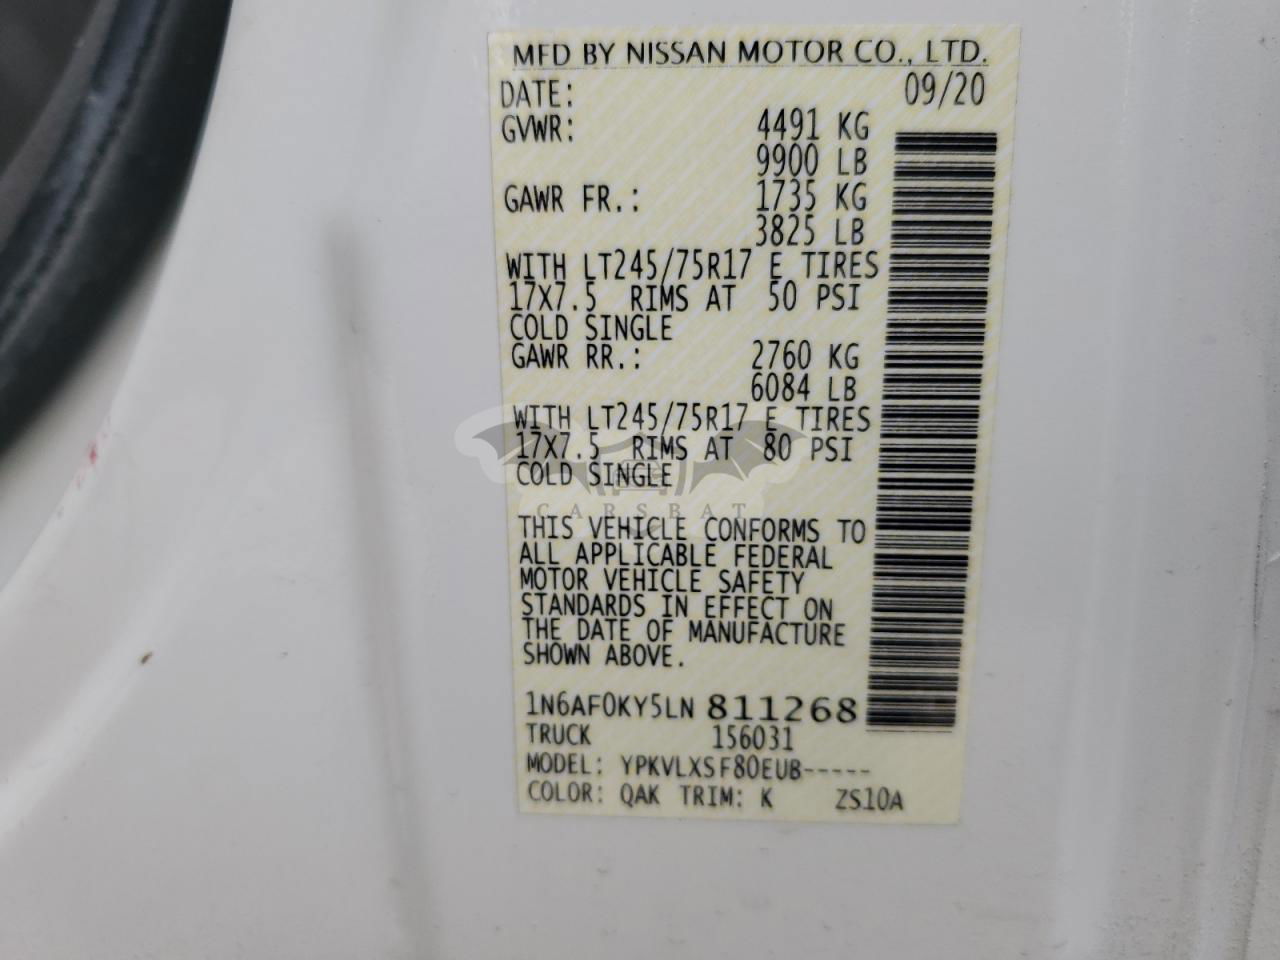 MFD BY NISSAN MOTOR CO., LTD.
DATE: 09/20
GVWR: 4491 KG
9900 LB
GAWR FR.: 1735 KG
3825 LB
WITH LT245/75R17 E TIRES
17X7.5 RIMS AT 50 PSI
COLD SINGLE
GAWR RR.: 2760 KG
6084 LB
WITH LT245/75R17 E TIRES
17X7.5 RIMS AT 80 PSI
COLD SINGLE
CARSBAT
THIS VEHICLE CONFORMS TO
ALL APPLICABLE FEDERAL
MOTOR VEHICLE SAFETY
STANDARDS IN EFFECT ON
THE DATE OF MANUFACTURE
SHOWN ABOVE.
1N6AF0KY5LN 811268
TRUCK 156031
MODEL: YPKVLXSF80EUB-----
COLOR: QAK TRIM: K ZS10A